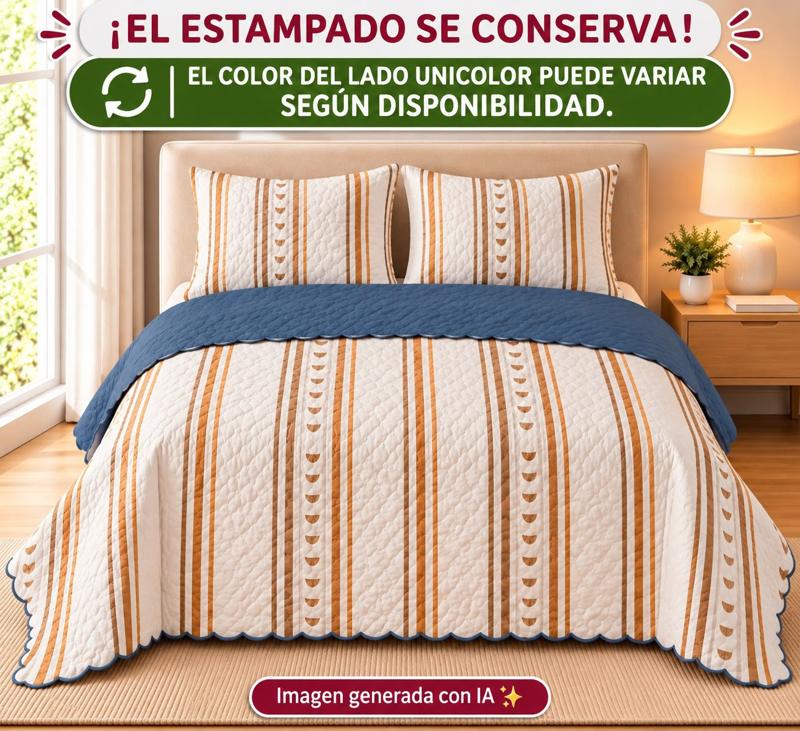 ¡EL ESTAMPADO SE CONSERVA!
EL COLOR DEL LADO UNICOLOR PUEDE VARIAR
SEGÚN DISPONIBILIDAD.
Imagen generada con IA ✨